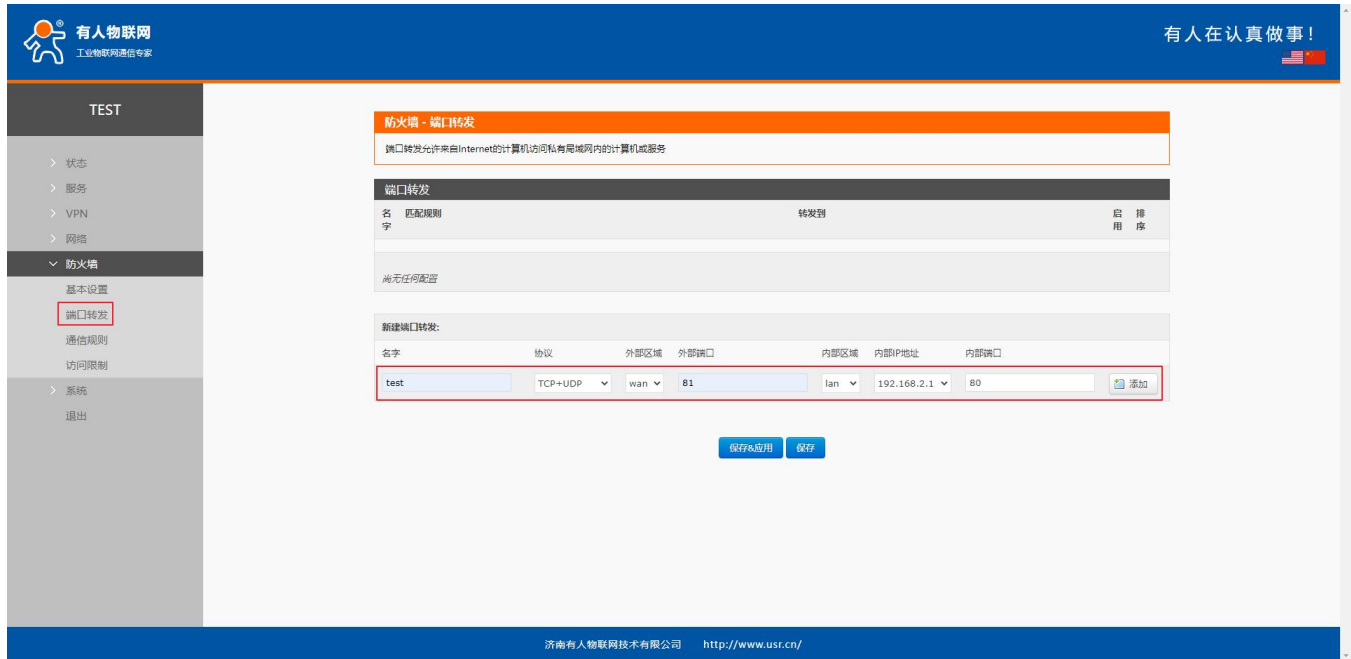 有人物联网
工业物联网通信专家
有人在认真做事!
TEST
状态
服务
VPN
网络
防火墙
基本设置
端口转发
通信规则
访问限制
系统
退出
防火墙 - 端口转发
端口转发允许来自Internet的计算机访问私有局域网内的计算机或服务
端口转发
名字 匹配规则 转发到 启用 排序
尚无任何配置
新建端口转发:
名字 协议 外部区域 外部端口 内部区域 内部IP地址 内部端口
test TCP+UDP wan 81 lan 192.168.2.1 80 添加
保存&应用 保存
济南有人物联网技术有限公司 http://www.usr.cn/